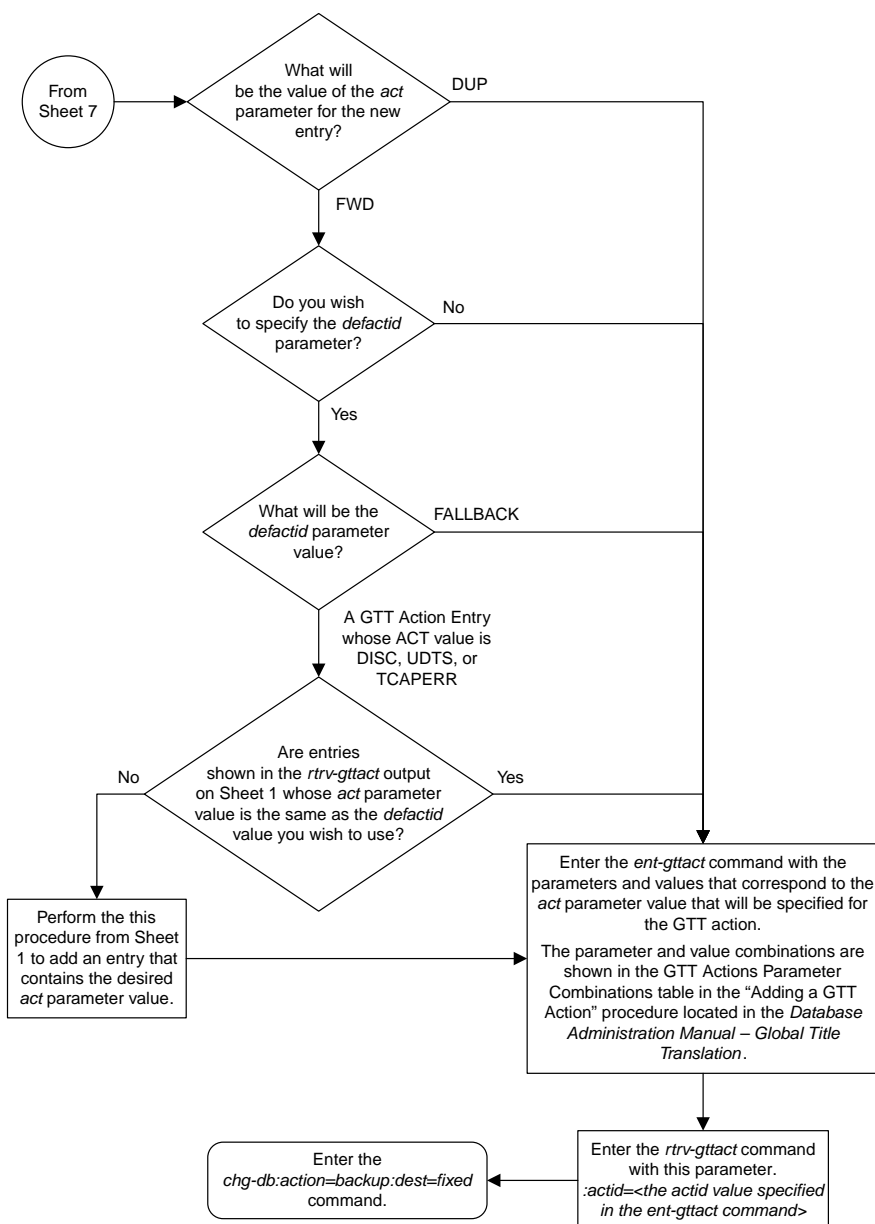 From
Sheet 7
What will
be the value of the act
parameter for the new
entry?
DUP
FWD
Do you wish
to specify the defactid
parameter?
No
Yes
What will be the
defactid parameter
value?
FALLBACK
A GTT Action Entry
whose ACT value is
DISC, UDTS, or
TCAPERR
Are entries
shown in the rtrv-gttact output
on Sheet 1 whose act parameter
value is the same as the defactid
value you wish to use?
No
Yes
Perform the this
procedure from Sheet
1 to add an entry that
contains the desired
act parameter value.
Enter the ent-gttact command with the
parameters and values that correspond to the
act parameter value that will be specified for
the GTT action.
The parameter and value combinations are
shown in the GTT Actions Parameter
Combinations table in the “Adding a GTT
Action” procedure located in the Database
Administration Manual – Global Title
Translation.
Enter the rtrv-gttact command
with this parameter.
:actid=<the actid value specified
in the ent-gttact command>
Enter the
chg-db:action=backup:dest=fixed
command.